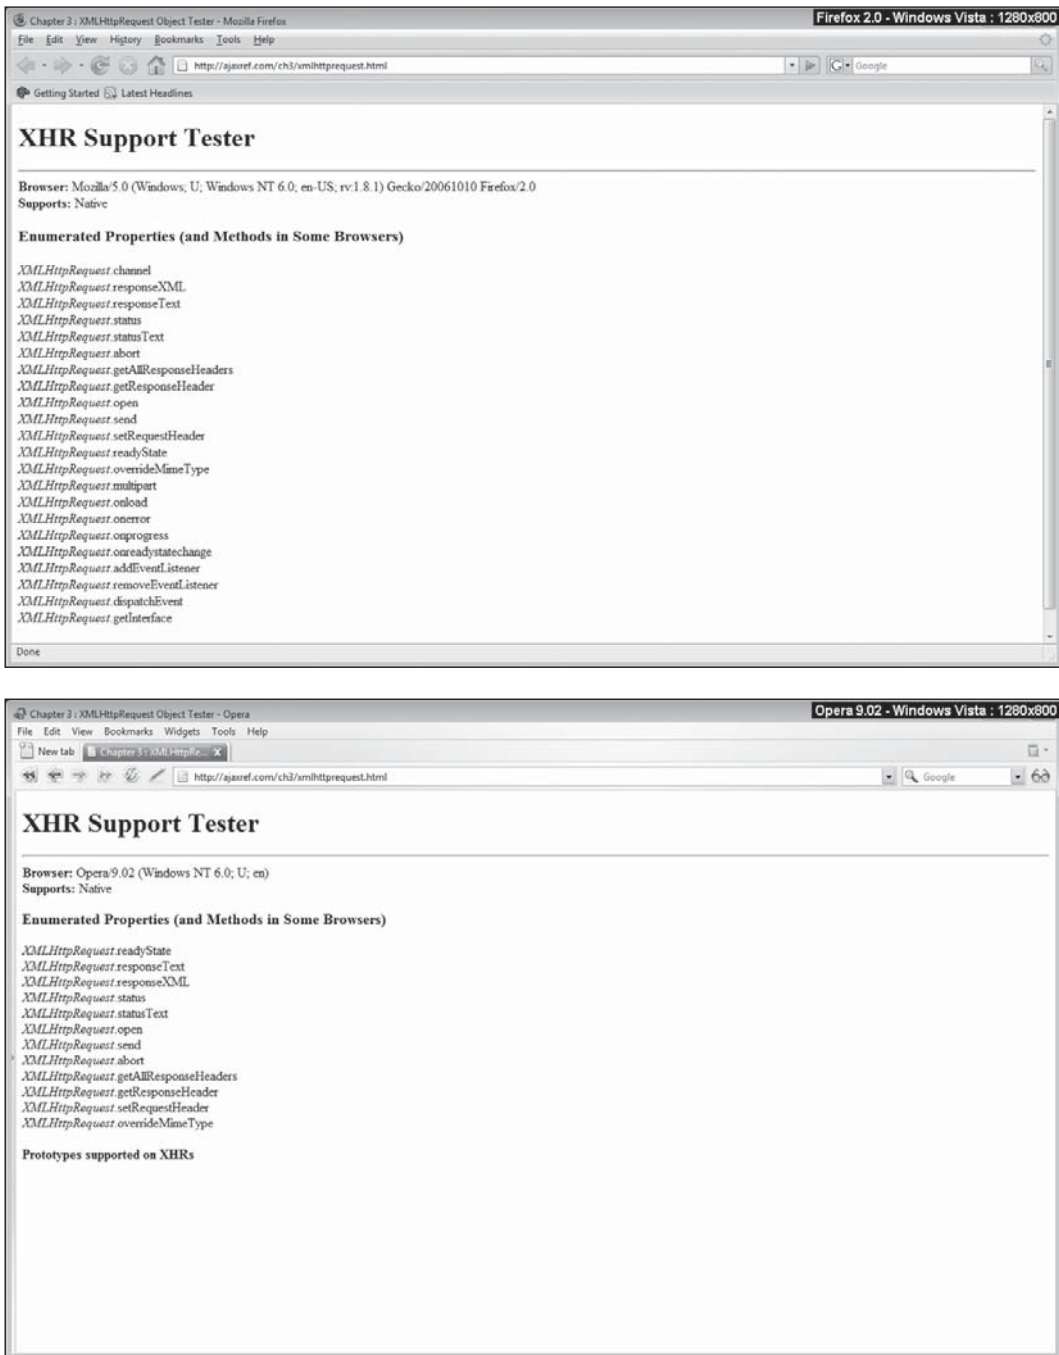 Chapter 3 : XMLHttpRequest Object Tester - Mozilla Firefox
Firefox 2.0 - Windows Vista : 1280x800
File Edit View History Bookmarks Tools Help
http://ajaxref.com/ch3/xmlhttprequest.html
G Google
Getting Started Latest Headlines
XHR Support Tester
Browser: Mozilla/5.0 (Windows; U; Windows NT 6.0; en-US; rv:1.8.1) Gecko/20061010 Firefox/2.0
Supports: Native
Enumerated Properties (and Methods in Some Browsers)
XMLHttpRequest.channel
XMLHttpRequest.responseXML
XMLHttpRequest.responseText
XMLHttpRequest.status
XMLHttpRequest.statusText
XMLHttpRequest.abort
XMLHttpRequest.getAllResponseHeaders
XMLHttpRequest.getResponseHeader
XMLHttpRequest.open
XMLHttpRequest.send
XMLHttpRequest.setRequestHeader
XMLHttpRequest.readyState
XMLHttpRequest.overrideMimeType
XMLHttpRequest.multipart
XMLHttpRequest.onload
XMLHttpRequest.onerror
XMLHttpRequest.onprogress
XMLHttpRequest.onreadystatechange
XMLHttpRequest.addEventListener
XMLHttpRequest.removeEventListener
XMLHttpRequest.dispatchEvent
XMLHttpRequest.getInterface
Done
Chapter 3 : XMLHttpRequest Object Tester - Opera
Opera 9.02 - Windows Vista : 1280x800
File Edit View Bookmarks Widgets Tools Help
New tab Chapter 3 : XMLHttpRe... X
http://ajaxref.com/ch3/xmlhttprequest.html
Google
XHR Support Tester
Browser: Opera/9.02 (Windows NT 6.0; U; en)
Supports: Native
Enumerated Properties (and Methods in Some Browsers)
XMLHttpRequest.readyState
XMLHttpRequest.responseText
XMLHttpRequest.responseXML
XMLHttpRequest.status
XMLHttpRequest.statusText
XMLHttpRequest.open
XMLHttpRequest.send
XMLHttpRequest.abort
XMLHttpRequest.getAllResponseHeaders
XMLHttpRequest.getResponseHeader
XMLHttpRequest.setRequestHeader
XMLHttpRequest.overrideMimeType
Prototypes supported on XHRs